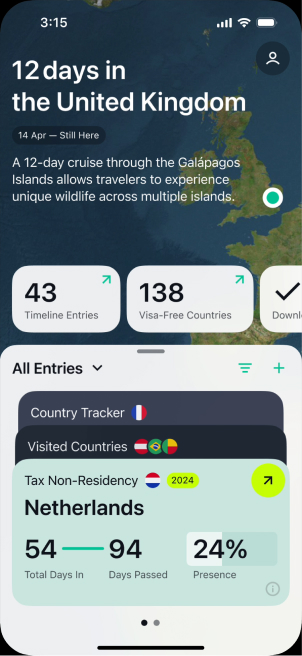 3:15
12 days in
the United Kingdom
14 Apr — Still Here
A 12-day cruise through the Galápagos
Islands allows travelers to experience
unique wildlife across multiple islands.
43
Timeline Entries
138
Visa-Free Countries
Downl
All Entries
Country Tracker
Visited Countries
Tax Non-Residency 2024
Netherlands
54 94 24%
Total Days In Days Passed Presence